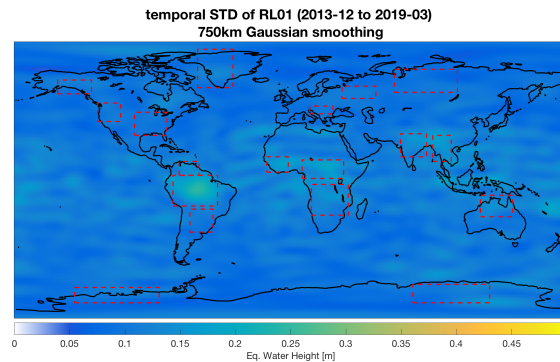 temporal STD of RL01 (2013-12 to 2019-03)
750km Gaussian smoothing
0 0.05 0.1 0.15 0.2 0.25 0.3 0.35 0.4 0.45
Eq. Water Height [m]